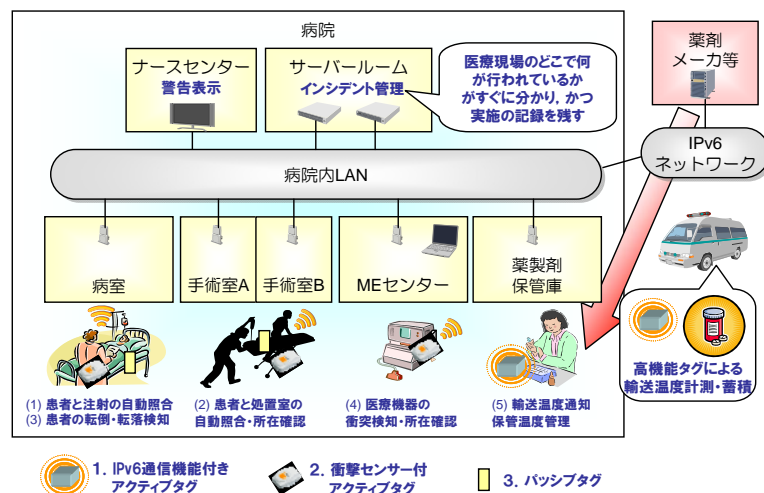 病院
ナースセンター
警告表示
サーバールーム
インシデント管理
医療現場のどこで何
が行われているか
がすぐに分かり, かつ
実施の記録を残す
薬剤
メーカ等
IPv6
ネットワーク
病院内LAN
病室
手術室A
手術室B
MEセンター
薬製剤
保管庫
高機能タグによる
輸送温度計測・蓄積
(1) 患者と注射の自動照合
(3) 患者の転倒・転落検知
(2) 患者と処置室の
自動照合・所在確認
(4) 医療機器の
衝突検知・所在確認
(5) 輸送温度通知
保管温度管理
1. IPv6通信機能付き
アクティブタグ
2. 衝撃センサー付
アクティブタグ
3. パッシブタグ